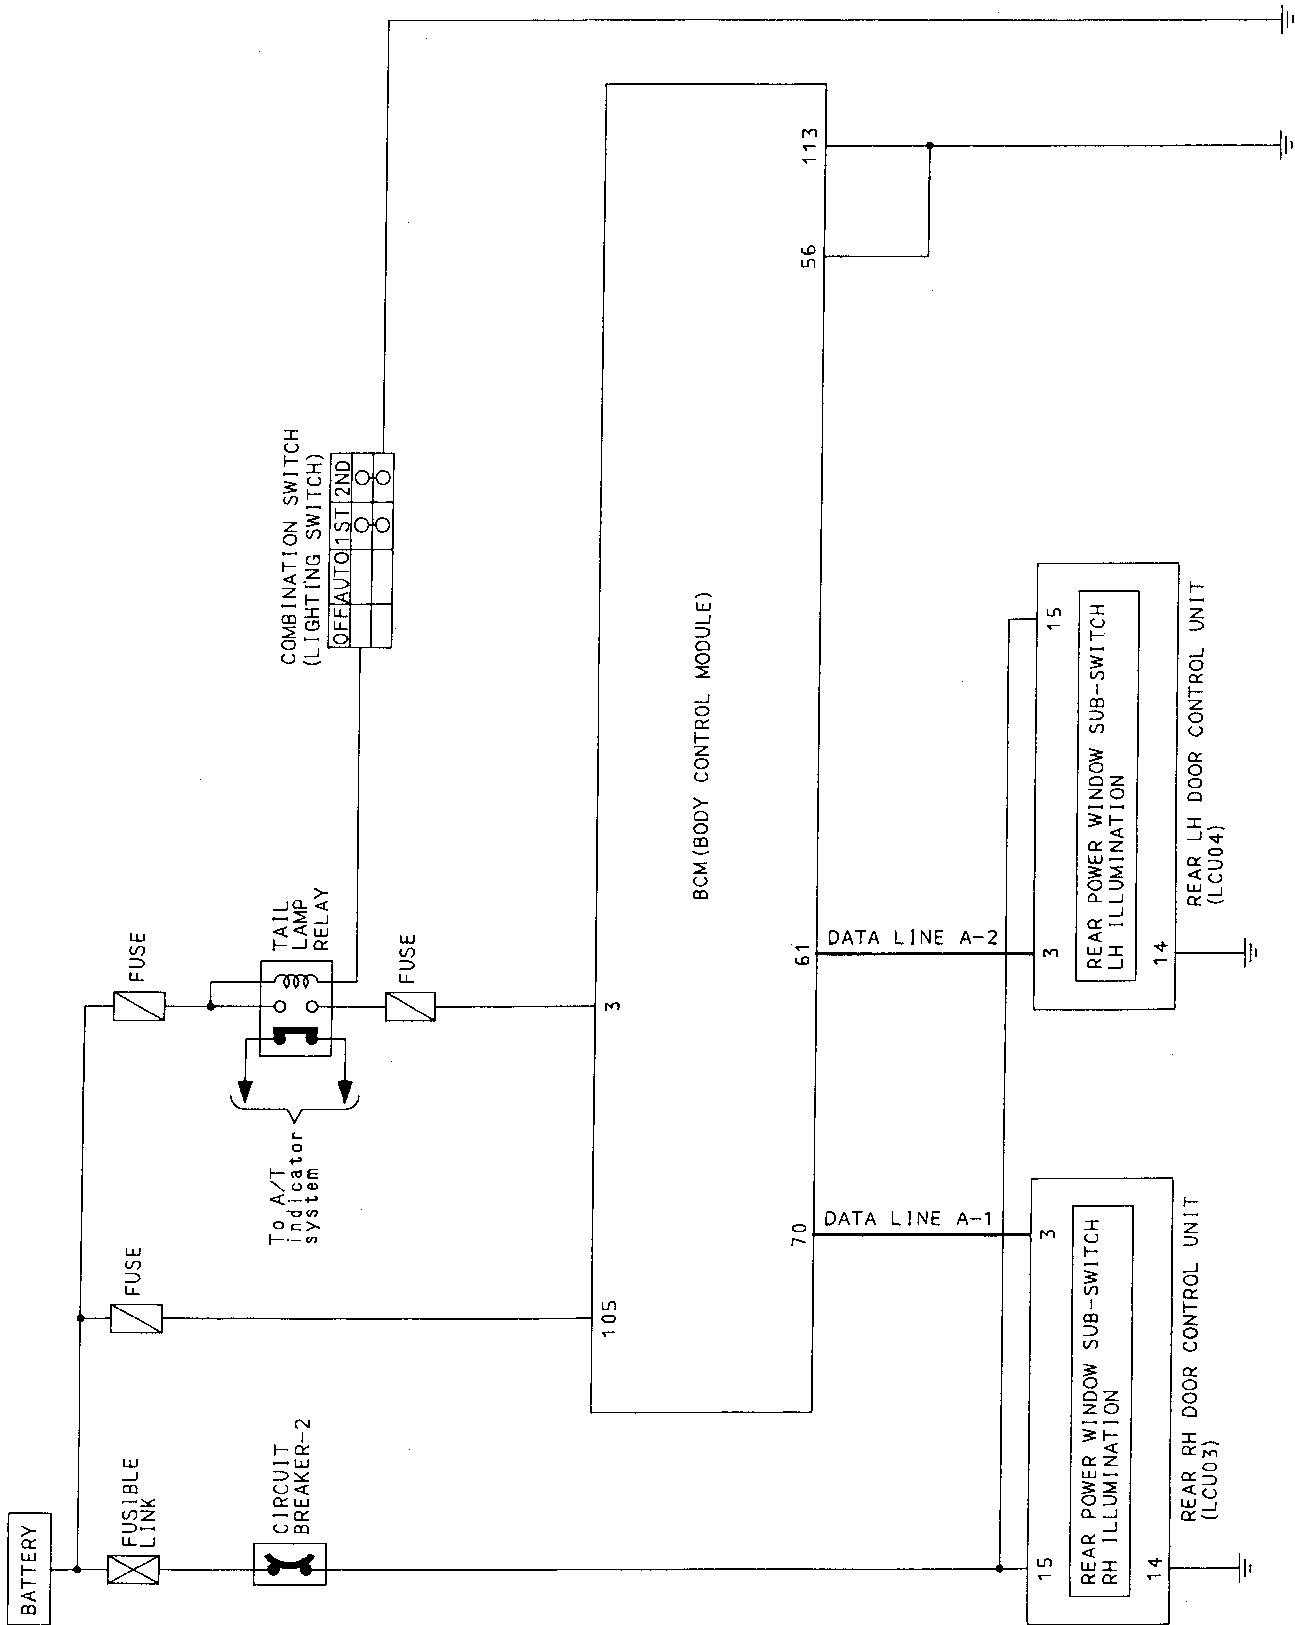 BATTERY
FUSIBLE
LINK
CIRCUIT
BREAKER-2
FUSE
FUSE
TAIL
LAMP
RELAY
FUSE
To A/T
indicator
system
COMBINATION SWITCH
(LIGHTING SWITCH)
OFF AUTO 1ST 2ND
105
3
BCM(BODY CONTROL MODULE)
70
61
56
113
DATA LINE A-1
DATA LINE A-2
15
3
REAR POWER WINDOW SUB-SWITCH
RH ILLUMINATION
14
REAR RH DOOR CONTROL UNIT
(LCU03)
3
15
REAR POWER WINDOW SUB-SWITCH
LH ILLUMINATION
14
REAR LH DOOR CONTROL UNIT
(LCU04)